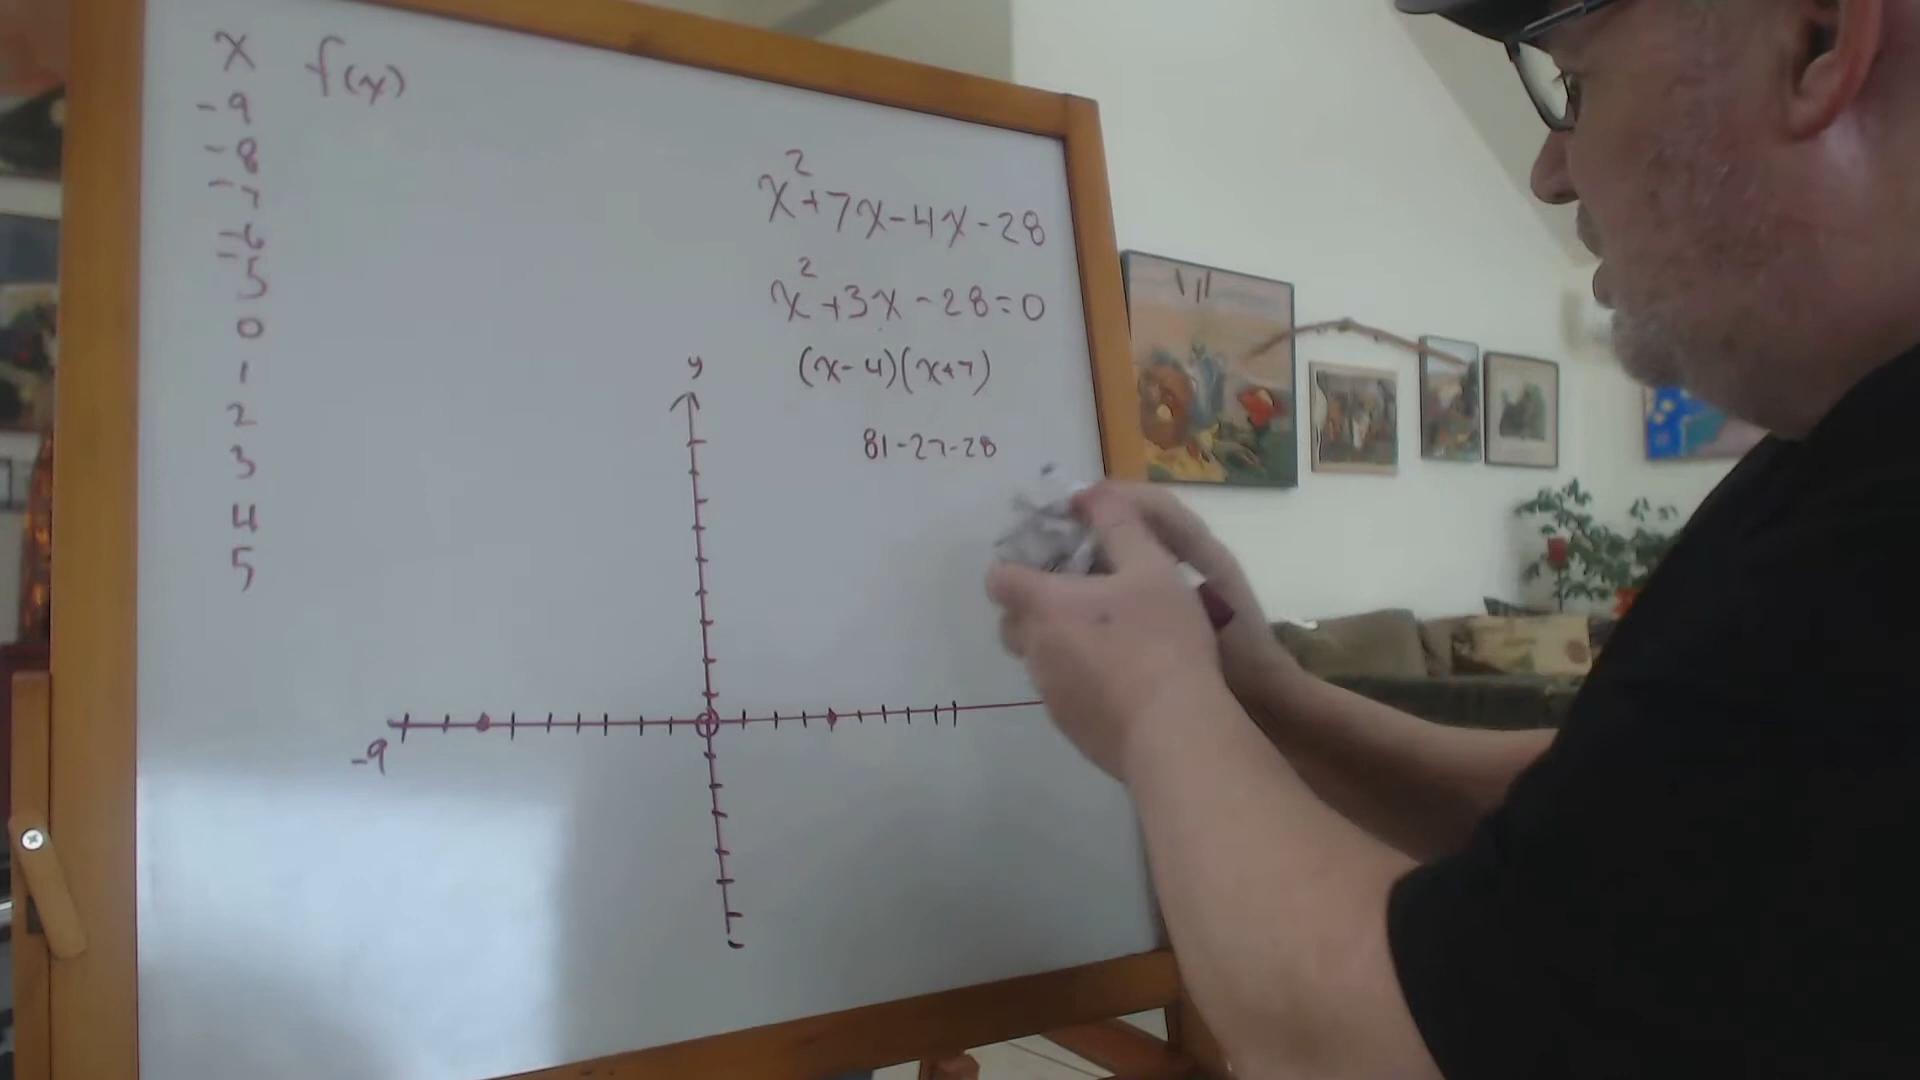 x f(x)
-9
-8
-7
-6
-5
0
1
2
3
4
5
x²+7x-4x-28
x²+3x-28=0
(x-4)(x+7)
81-27-28
y
-9